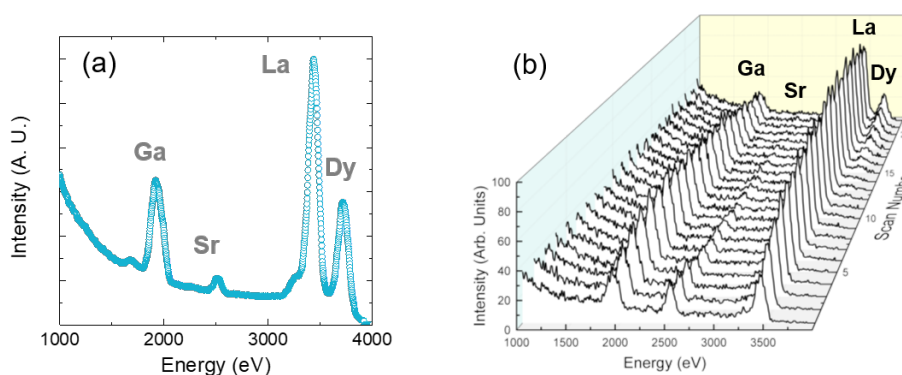 (a)
La
Ga
Dy
Sr
Intensity (A. U.)
1000 2000 3000 4000
Energy (eV)
(b)
La
Ga
Dy
Sr
100
80
60
40
20
0
Intensity (Arb. Units)
1000 1500 2000 2500 3000 3500
Energy (eV)
5
10
15
Scan